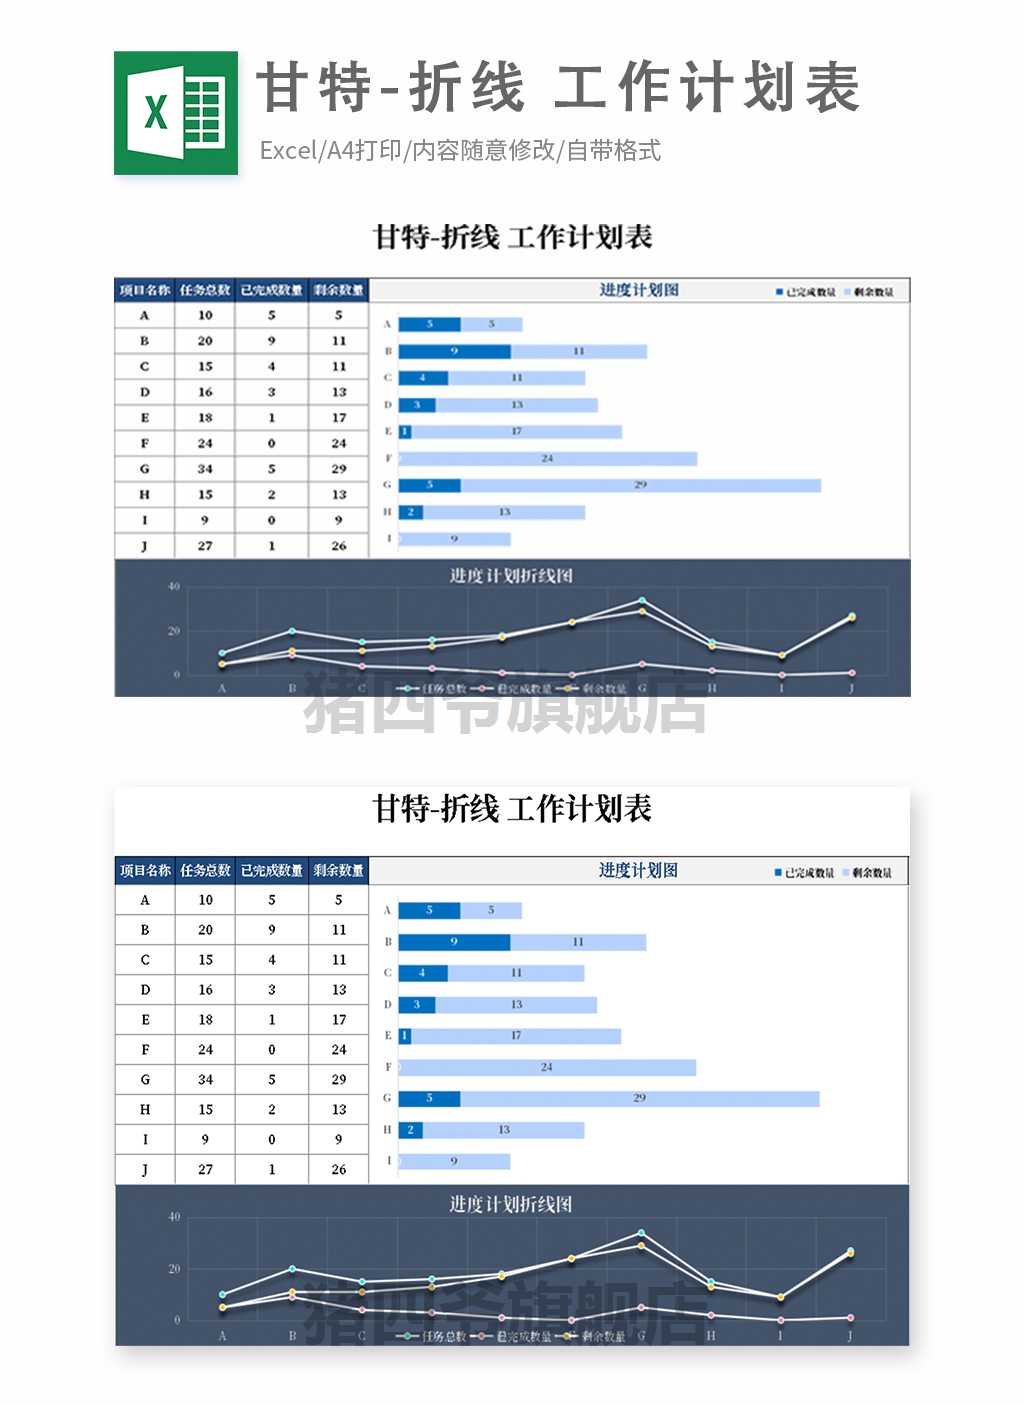 X
甘特-折线 工作计划表
Excel/A4打印/内容随意修改/自带格式
甘特-折线 工作计划表
项目名称 任务总数 已完成数量 剩余数量 进度计划图 已完成数量 剩余数量
A 10 5 5 A 5 5
B 20 9 11 B 9 11
C 15 4 11 C 4 11
D 16 3 13 D 3 13
E 18 1 17 E 1 17
F 24 0 24 F 24
G 34 5 29 G 5 29
H 15 2 13 H 2 13
I 9 0 9 I 9
J 27 1 26
进度计划折线图
40
20
0
A B C G H I J
任务总数 已完成数量 剩余数量
猪四爷旗舰店
甘特-折线 工作计划表
项目名称 任务总数 已完成数量 剩余数量 进度计划图 已完成数量 剩余数量
A 10 5 5 A 5 5
B 20 9 11 B 9 11
C 15 4 11 C 4 11
D 16 3 13 D 3 13
E 18 1 17 E 1 17
F 24 0 24 F 24
G 34 5 29 G 5 29
H 15 2 13 H 2 13
I 9 0 9 I 9
J 27 1 26
进度计划折线图
40
20
0
A B C G H I J
任务总数 已完成数量 剩余数量
猪四爷旗舰店